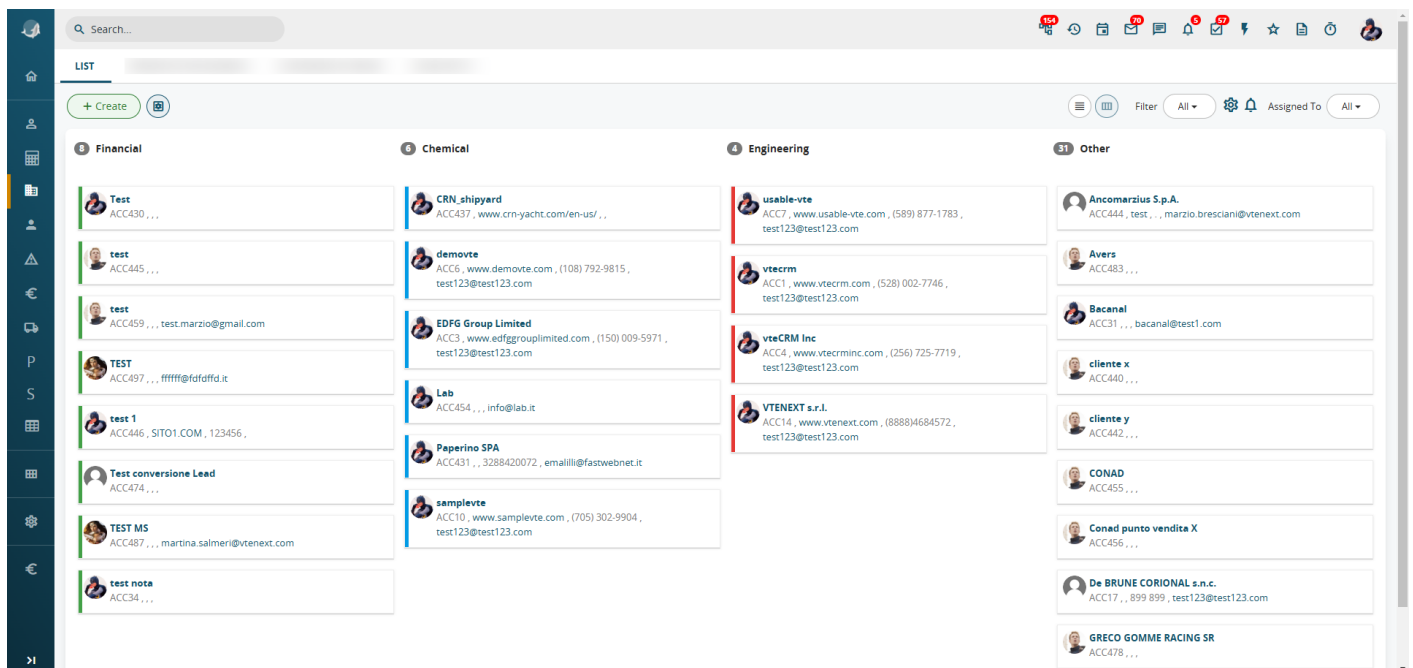 154
70
5
57
Search...
LIST
+ Create
Filter All Assigned To All
8 Financial
Test
ACC430 , , ,
test
ACC445 , , ,
test
ACC459 , , , test.marzio@gmail.com
TEST
ACC497 , , , ffffff@fdfdffd.it
test 1
ACC446 , SITO1.COM , 123456 ,
Test conversione Lead
ACC474 , , ,
TEST MS
ACC487 , , , martina.salmeri@vtenext.com
test nota
ACC34 , , ,
6 Chemical
CRN_shipyard
ACC437 , www.crn-yacht.com/en-us/ , ,
demovte
ACC6 , www.demovte.com , (108) 792-9815 ,
test123@test123.com
EDFG Group Limited
ACC3 , www.edfggrouplimited.com , (150) 009-5971 ,
test123@test123.com
Lab
ACC454 , , , info@lab.it
Paperino SPA
ACC431 , , 3288420072 , emalilli@fastwebnet.it
samplevte
ACC10 , www.samplevte.com , (705) 302-9904 ,
test123@test123.com
4 Engineering
usable-vte
ACC7 , www.usable-vte.com , (589) 877-1783 ,
test123@test123.com
vtecrm
ACC1 , www.vtecrm.com , (528) 002-7746 ,
test123@test123.com
vteCRM Inc
ACC4 , www.vtecrminc.com , (256) 725-7719 ,
test123@test123.com
VTENEXT s.r.l.
ACC14 , www.vtenext.com , (8888)4684572 ,
test123@test123.com
31 Other
Ancomarzius S.p.A.
ACC444 , test , . , marzio.bresciani@vtenext.com
Avers
ACC483 , , ,
Bacanal
ACC31 , , , bacanal@test1.com
cliente x
ACC440 , , ,
cliente y
ACC442 , , ,
CONAD
ACC455 , , ,
Conad punto vendita X
ACC456 , , ,
De BRUNE CORIONAL s.n.c.
ACC17 , , 899 899 , test123@test123.com
GRECO GOMME RACING SR
ACC478 , , ,
P
S